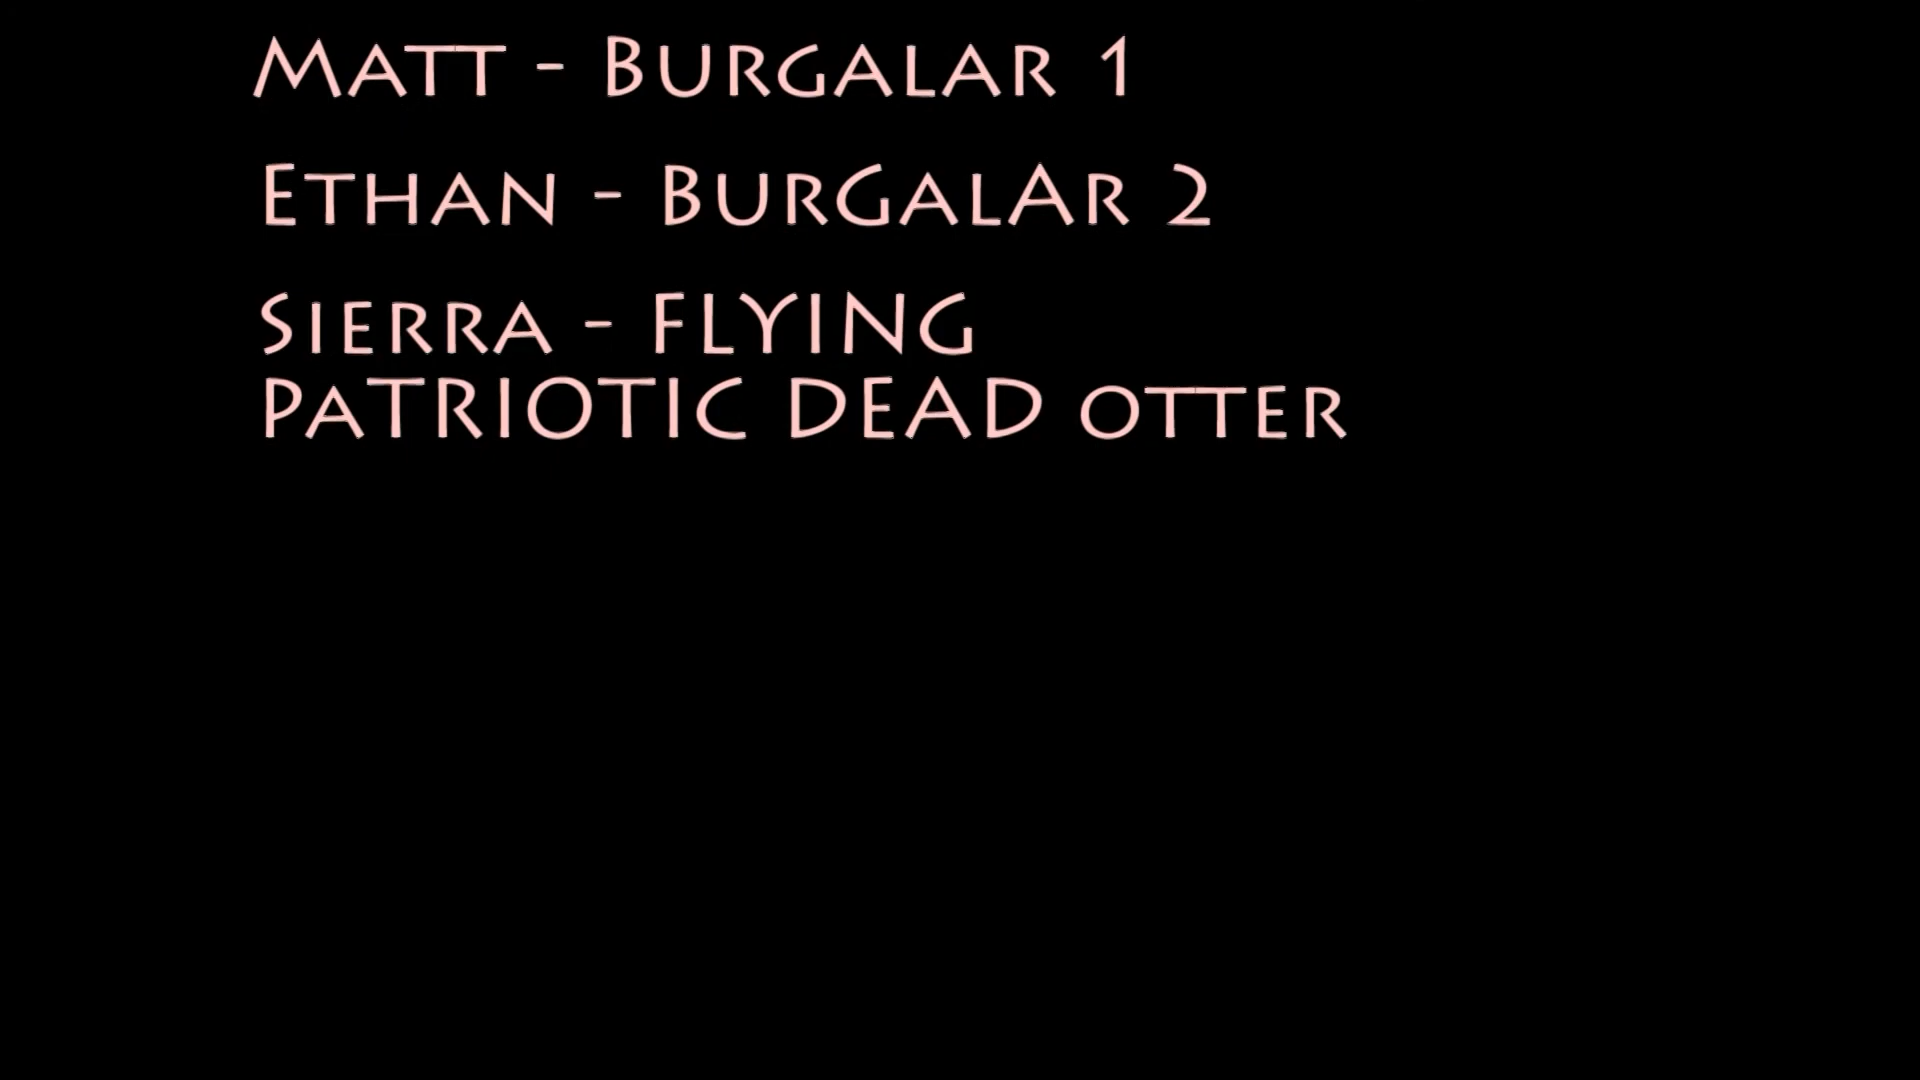 Matt - Burgalar 1
Ethan - BurGalAr 2
Sierra - FLYING
PaTRIOTIC DEAD otter